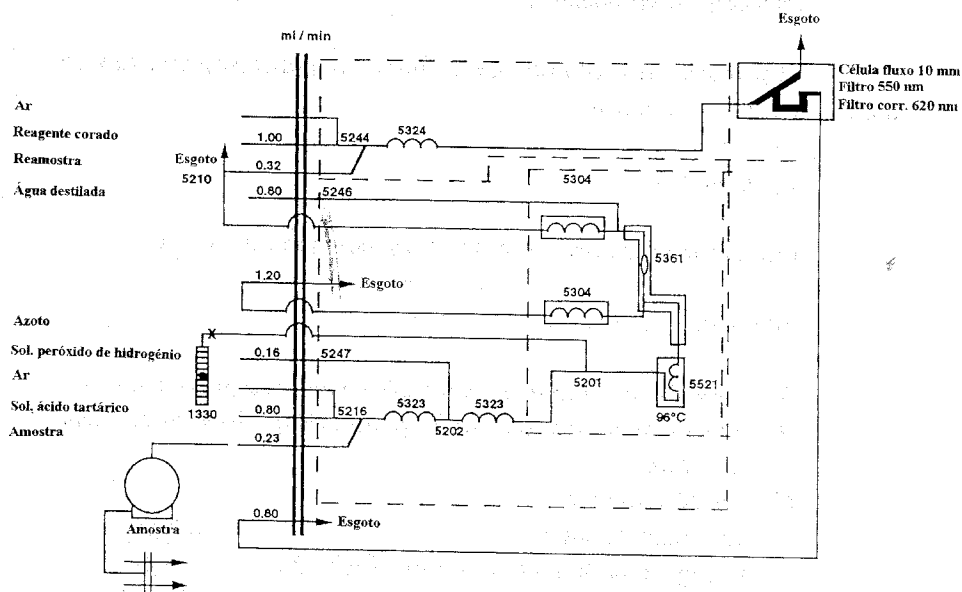 Esgoto
ml / min
Célula fluxo 10 mm
Filtro 550 nm
Filtro corr. 620 nm
Ar
Reagente corado
1.00
5244
5324
Reamostra
Esgoto
0.32
5210
5304
Água destilada
0.80
5246
5361
1.20
Esgoto
5304
Azoto
Sol. peróxido de hidrogénio
0.16
5247
Ar
5201
5521
Sol. ácido tartárico
1330
0.80
5216
5323
5323
96°C
Amostra
0.23
5202
0.80
Esgoto
Amostra